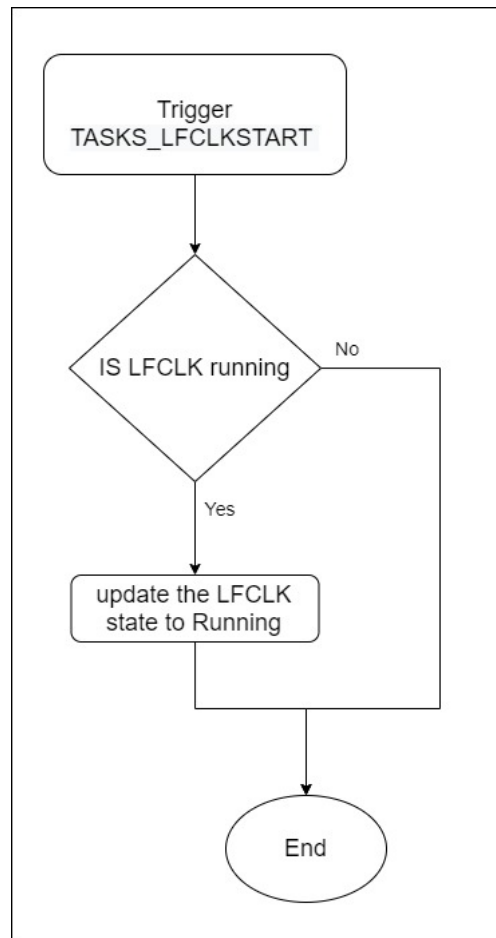 Trigger
TASKS_LFCLKSTART
IS LFCLK running
No
Yes
update the LFCLK
state to Running
End